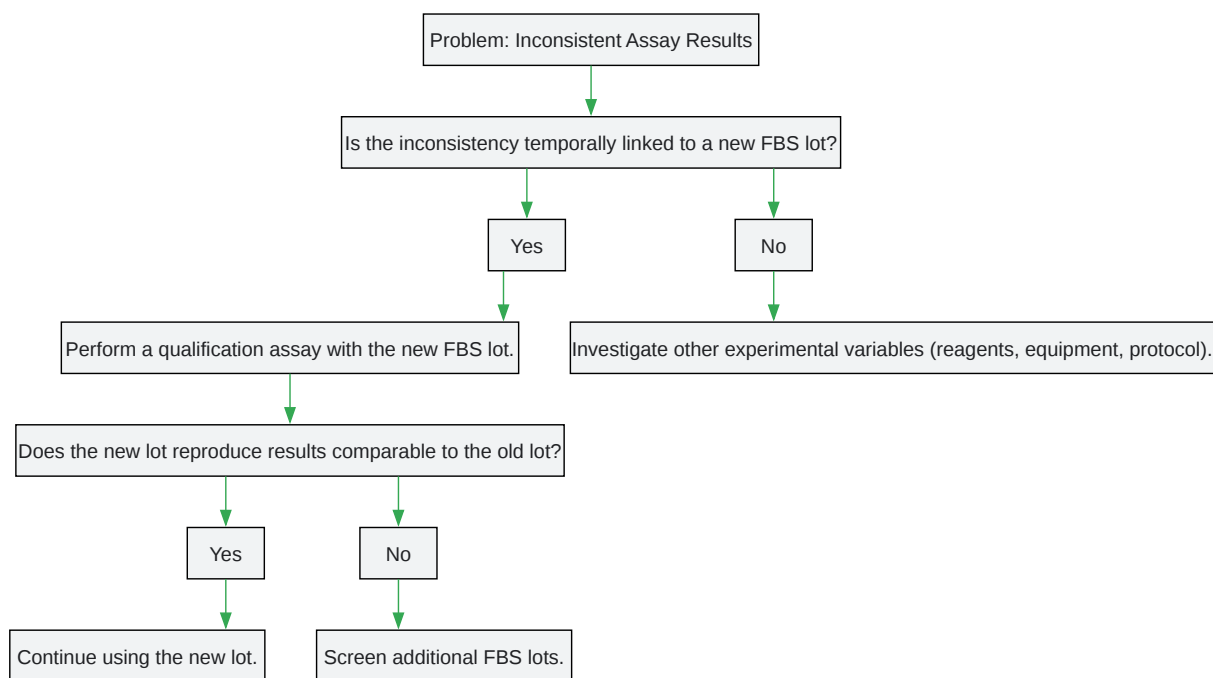 Problem: Inconsistent Assay Results
Is the inconsistency temporally linked to a new FBS lot?
Yes
No
Perform a qualification assay with the new FBS lot.
Investigate other experimental variables (reagents, equipment, protocol).
Does the new lot reproduce results comparable to the old lot?
Yes
No
Continue using the new lot.
Screen additional FBS lots.